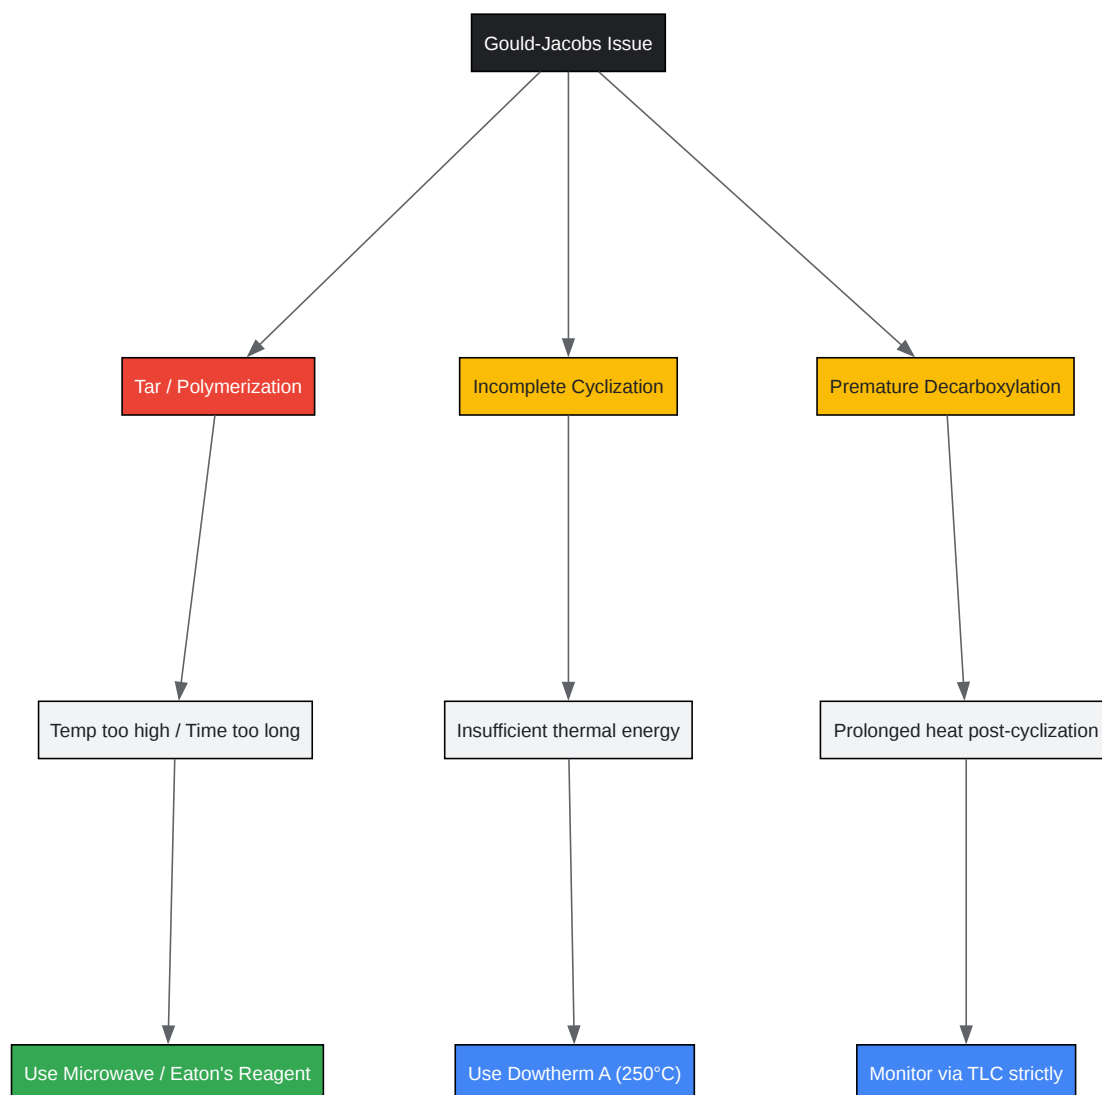 Gould-Jacobs Issue
Tar / Polymerization
Incomplete Cyclization
Premature Decarboxylation
Temp too high / Time too long
Insufficient thermal energy
Prolonged heat post-cyclization
Use Microwave / Eaton's Reagent
Use Dowtherm A (250°C)
Monitor via TLC strictly